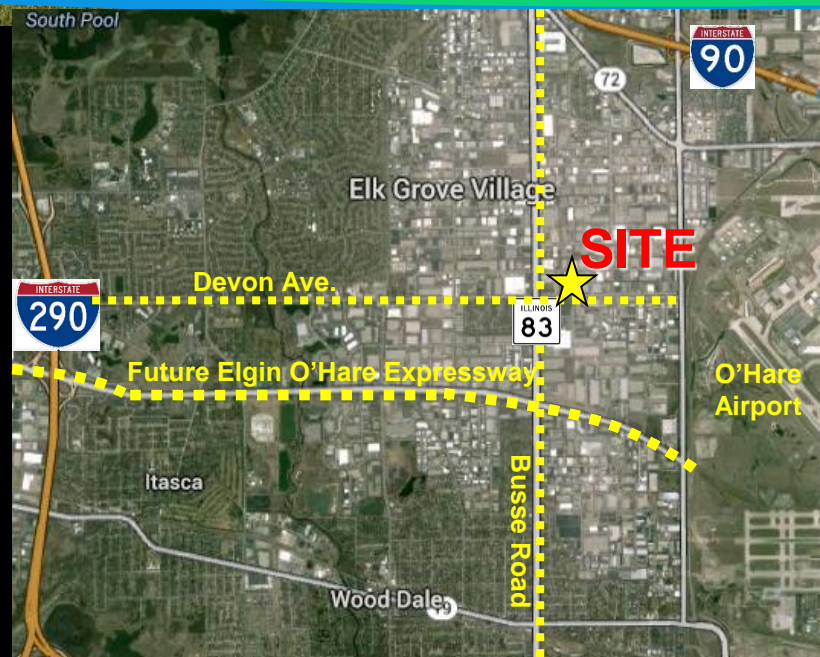 South Pool
INTERSTATE
90
72
Elk Grove Village
SITE
Devon Ave.
INTERSTATE
290
ILLINOIS
83
Future Elgin O'Hare Expressway
O'Hare
Airport
Itasca
Busse Road
Wood Dale
19